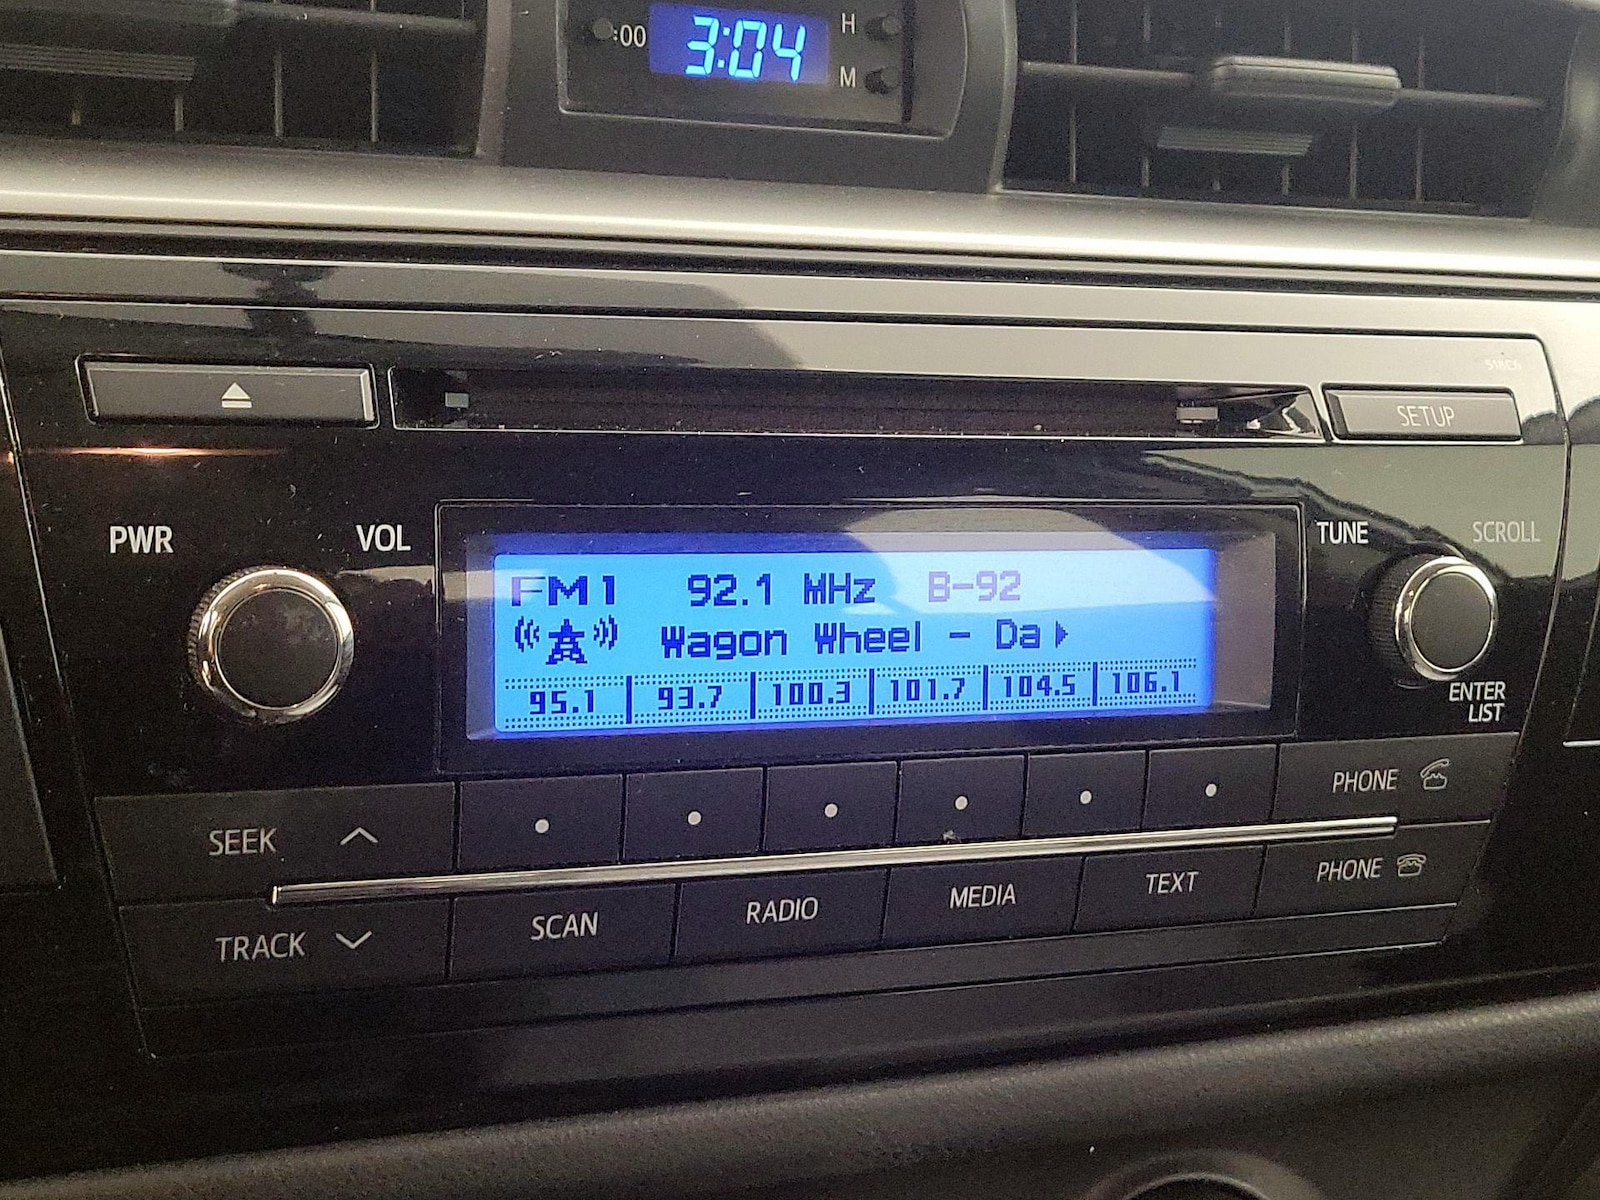 :00 3:04 H
M
518C6
SETUP
PWR VOL
TUNE SCROLL
FM1 92.1 MHz B-92
Wagon Wheel - Da
95.1 93.7 100.3 101.7 104.5 106.1
ENTER
LIST
PHONE
SEEK
PHONE
TRACK SCAN RADIO MEDIA TEXT